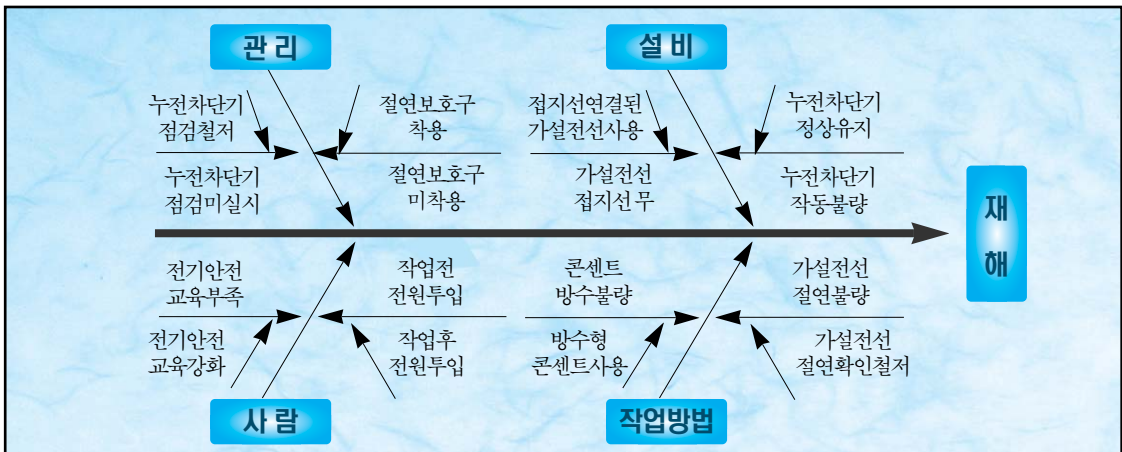 관 리
설 비
누전차단기
점검철저
절연보호구
착용
접지선연결된
가설전선사용
누전차단기
정상유지
누전차단기
점검미실시
절연보호구
미착용
가설전선
접지선 무
누전차단기
작동불량
재
해
전기안전
교육부족
작업전
전원투입
콘센트
방수불량
가설전선
절연불량
전기안전
교육강화
작업후
전원투입
방수형
콘센트사용
가설전선
절연확인철저
사 람
작업방법